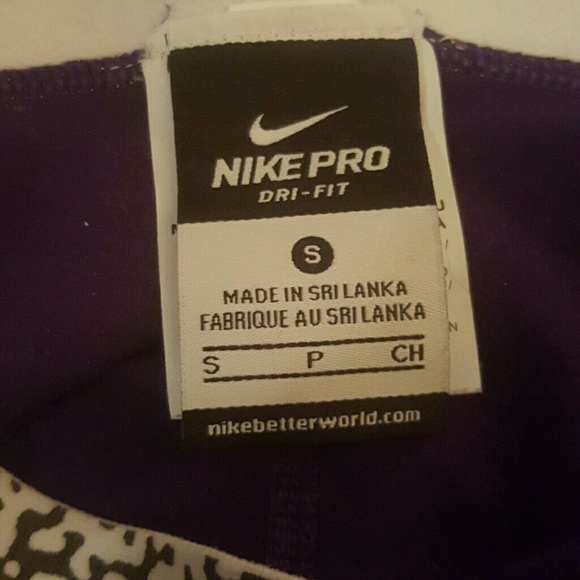 NIKE PRO
DRI-FIT
S
MADE IN SRI LANKA
FABRIQUE AU SRI LANKA
S P CH
nikebetterworld.com